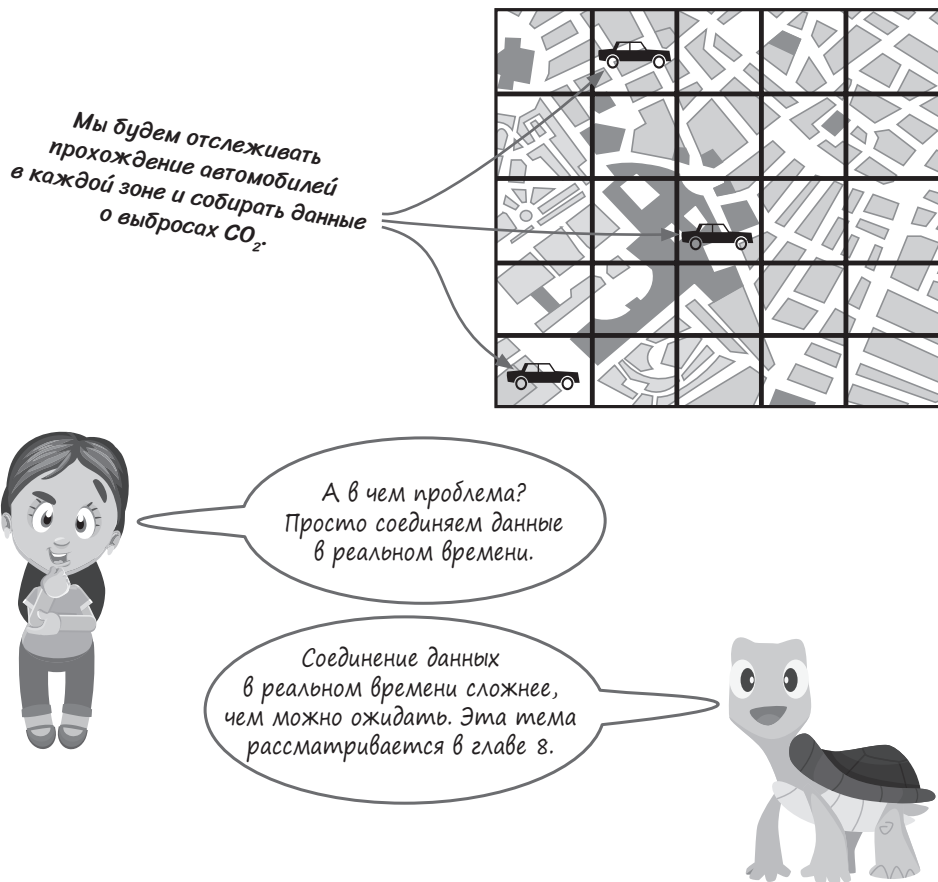 Мы будем отслеживать
прохождение автомобилей
в каждой зоне и собирать данные
о выбросах CO₂.
А в чем проблема?
Просто соединяем данные
в реальном времени.
Соединение данных
в реальном времени сложнее,
чем можно ожидать. Эта тема
рассматривается в главе 8.